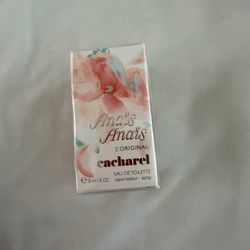 Anaïs
Anaïs
L'ORIGINAL
cacharel
EAU DE TOILETTE
vaporisateur - spray